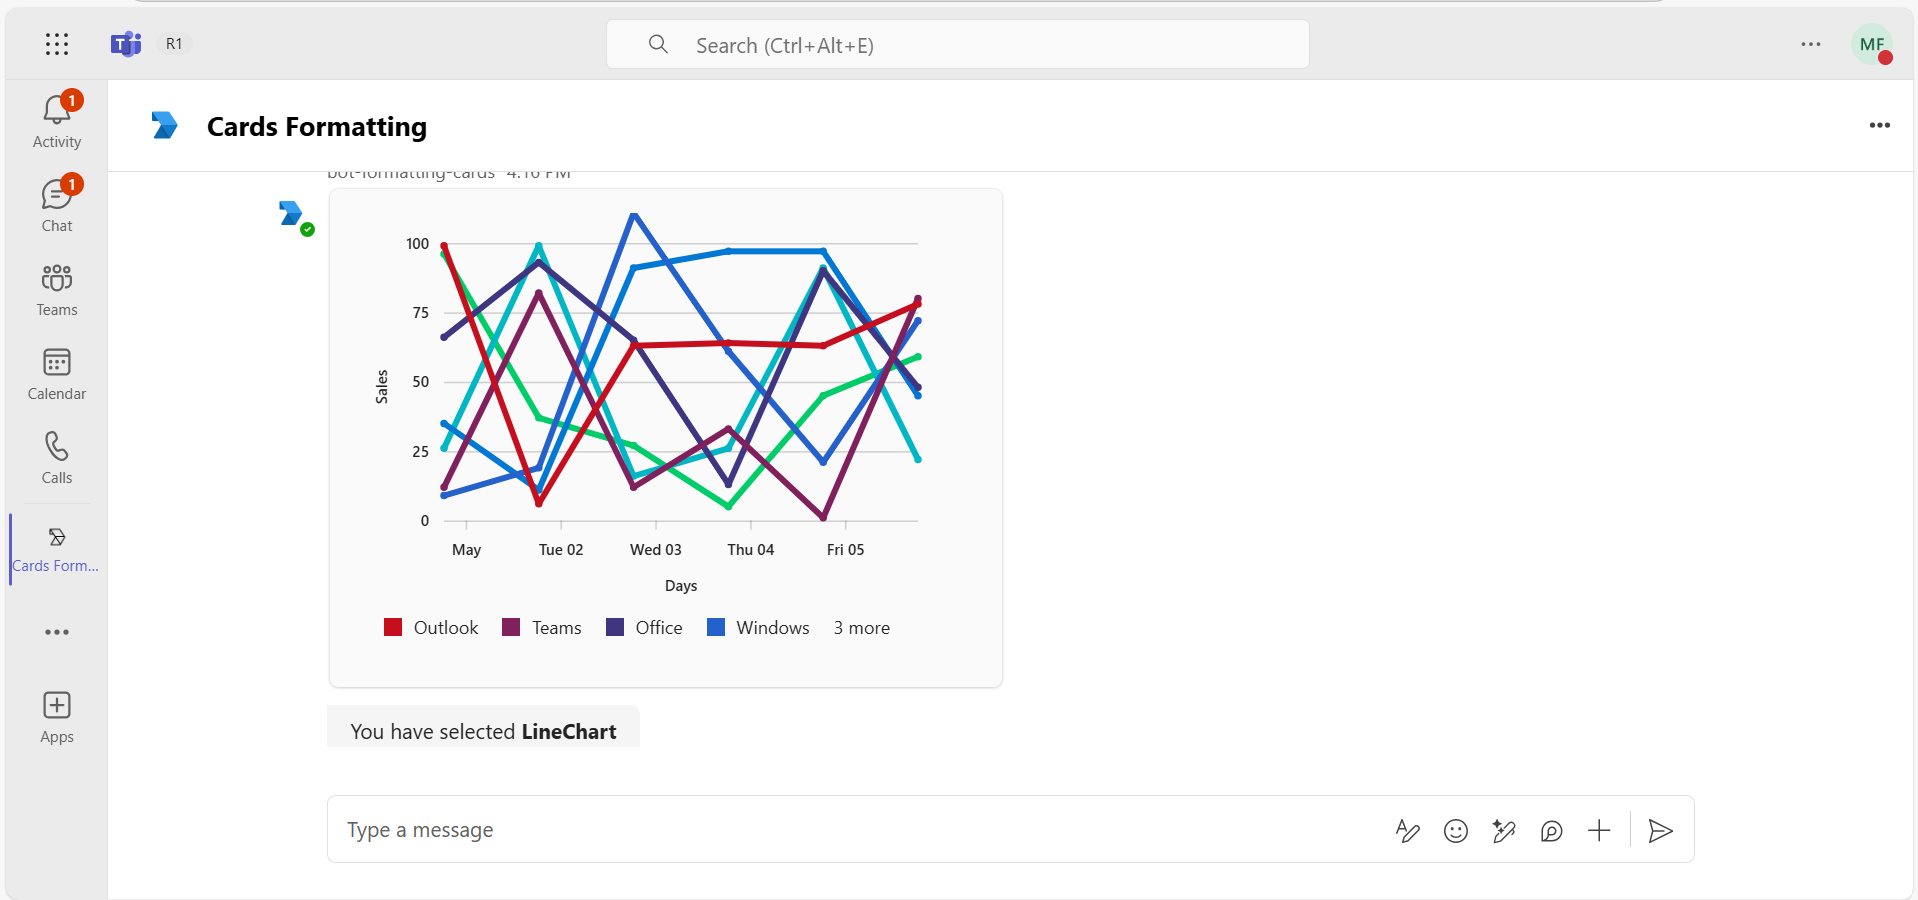 R1
Search (Ctrl+Alt+E)
MF
1
Activity
1
Chat
Teams
Calendar
Calls
Cards Form...
Apps
Cards Formatting
bot-formatting-cards 4:16 PM
100
75
50
25
0
Sales
May Tue 02 Wed 03 Thu 04 Fri 05
Days
Outlook Teams Office Windows 3 more
You have selected LineChart
Type a message